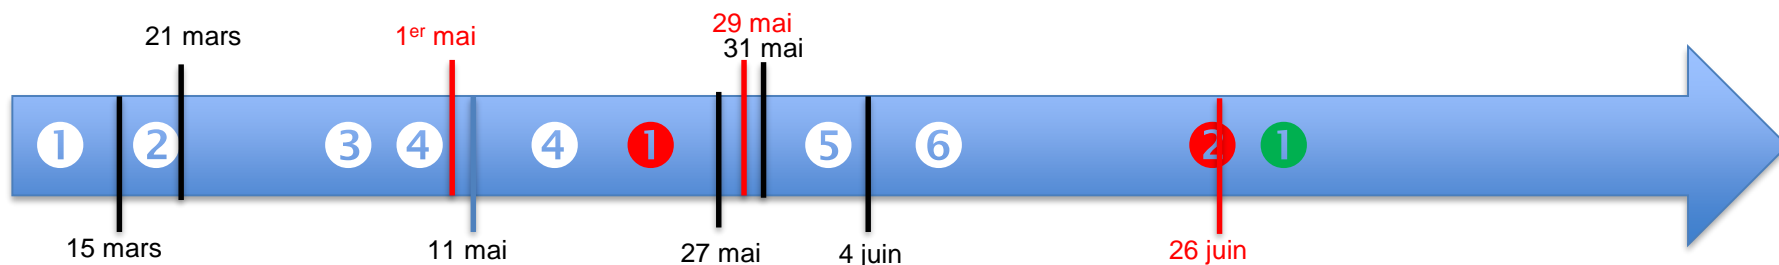 21 mars
1er mai
29 mai
31 mai
1 2 3 4 4 1 5 6 2 1
15 mars
11 mai
27 mai
4 juin
26 juin